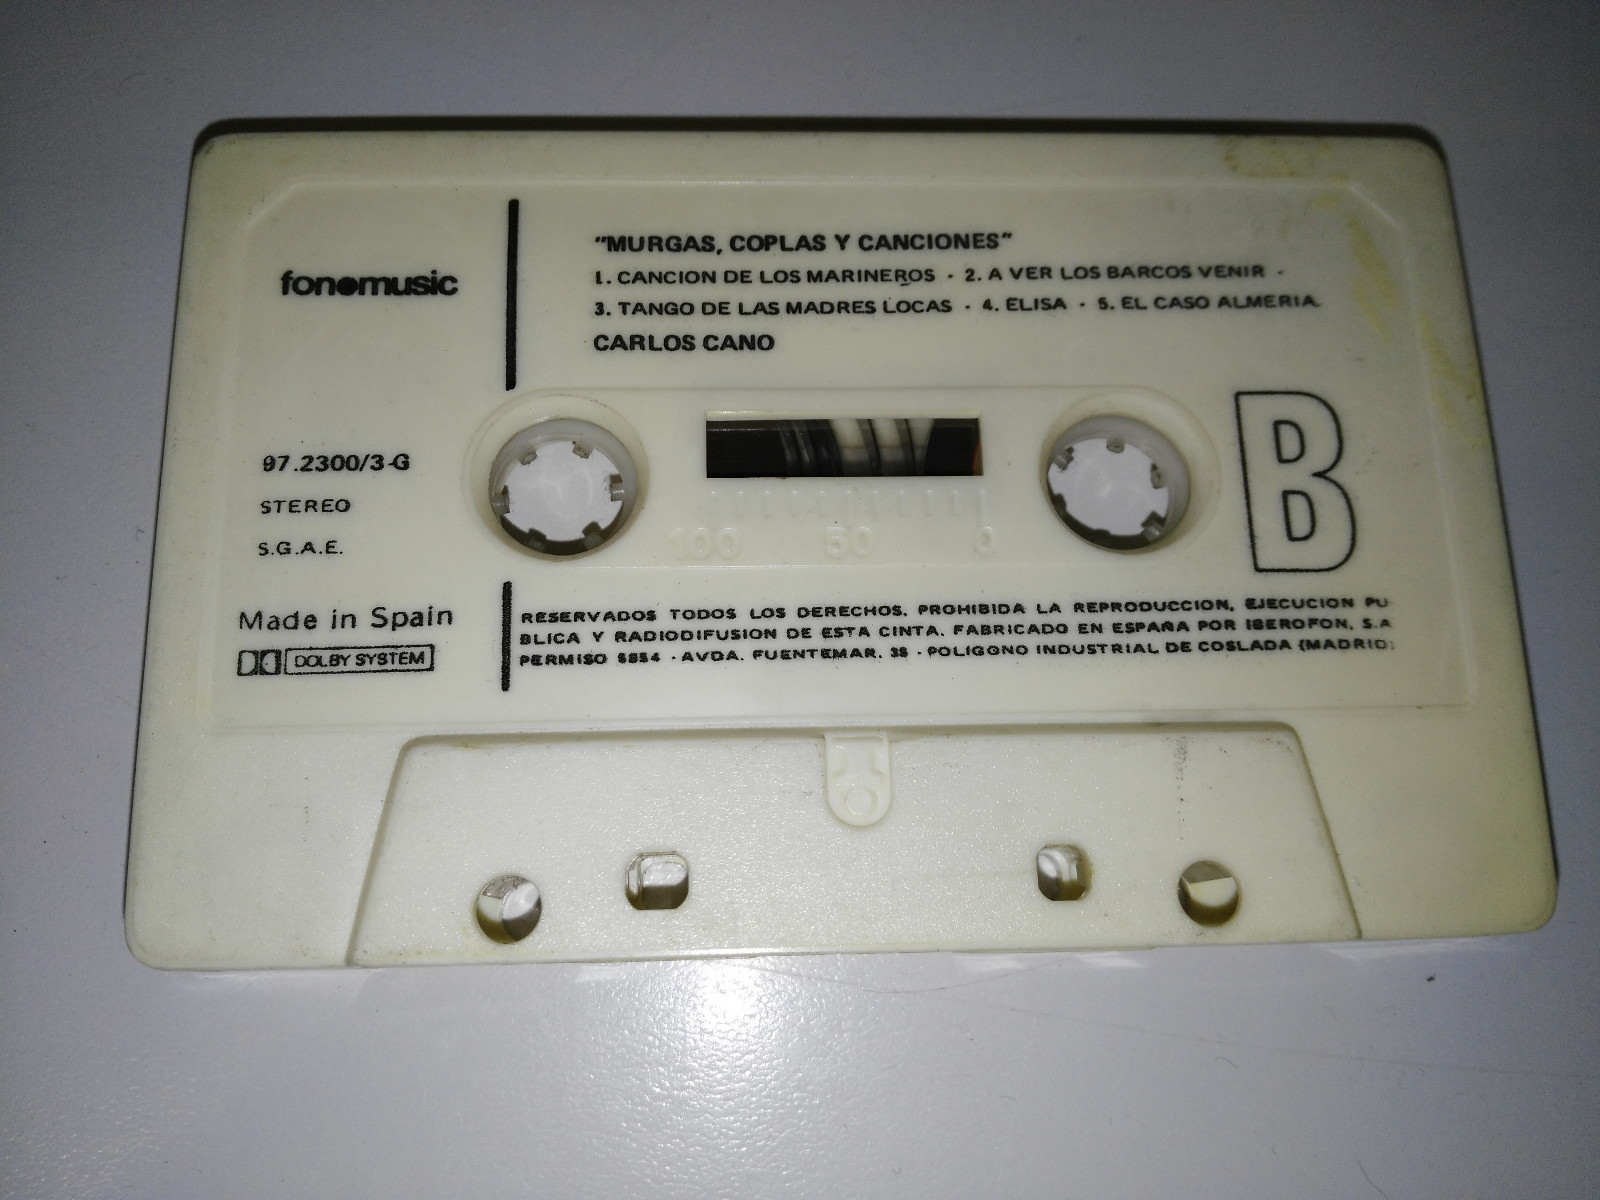 fonomusic
"MURGAS, COPLAS Y CANCIONES"
1. CANCION DE LOS MARINEROS · 2. A VER LOS BARCOS VENIR ·
3. TANGO DE LAS MADRES LOCAS · 4. ELISA · 5. EL CASO ALMERIA.
CARLOS CANO
97.2300/3-G
STEREO
S.G.A.E.
B
100 50 0
Made in Spain
DOLBY SYSTEM
RESERVADOS TODOS LOS DERECHOS. PROHIBIDA LA REPRODUCCION, EJECUCION PU-
BLICA Y RADIODIFUSION DE ESTA CINTA. FABRICADO EN ESPAÑA POR IBEROFON, S.A
PERMISO · AVDA. FUENTEMAR, 35 · POLIGONO INDUSTRIAL DE COSLADA (MADRID)